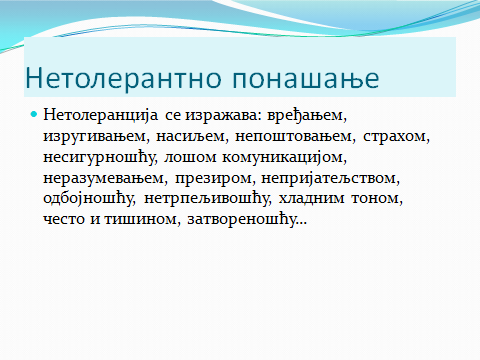 Нетолерантно понашање
Нетолеранција се изражава: вређањем,
изругивањем, насиљем, непоштовањем, страхом,
несигурношћу, лошом комуникацијом,
неразумевањем, презиром, непријатељством,
одбојношћу, нетрпељивошћу, хладним тоном,
често и тишином, затвореношћу...